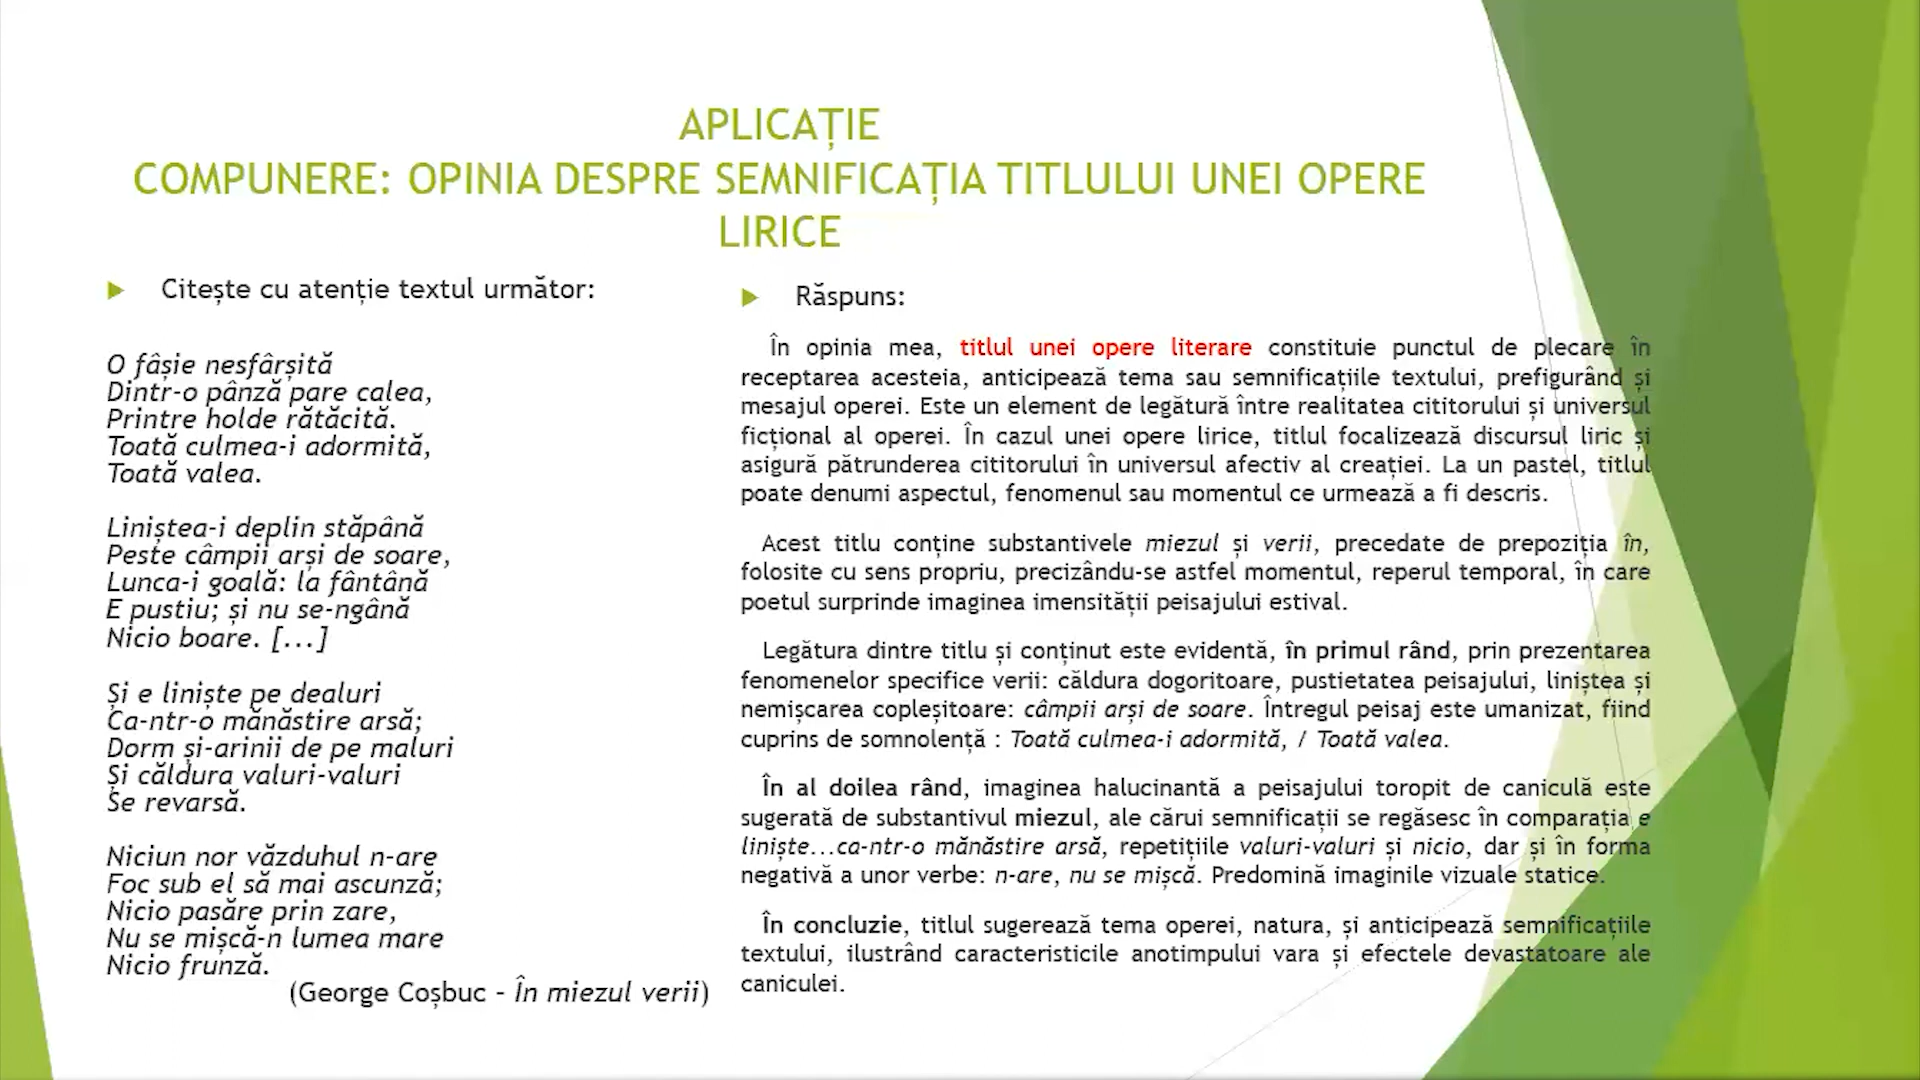 APLICAȚIE
COMPUNERE: OPINIA DESPRE SEMNIFICAȚIA TITLULUI UNEI OPERE
LIRICE
Citește cu atenție textul următor:
O fâșie nesfârșită
Dintr-o pânză pare calea,
Printre holde rătăcită.
Toată culmea-i adormită,
Toată valea.
Liniștea-i deplin stăpână
Peste câmpii arși de soare,
Lunca-i goală: la fântână
E pustiu; și nu se-ngână
Nicio boare. [...]
Și e liniște pe dealuri
Ca-ntr-o mănăstire arsă;
Dorm și-arinii de pe maluri
Și căldura valuri-valuri
Se revarsă.
Niciun nor văzduhul n-are
Foc sub el să mai ascunză;
Nicio pasăre prin zare,
Nu se mișcă-n lumea mare
Nicio frunză.
(George Coșbuc – În miezul verii)
Răspuns:
În opinia mea, titlul unei opere literare constituie punctul de plecare în
receptarea acesteia, anticipează tema sau semnificațiile textului, prefigurând și
mesajul operei. Este un element de legătură între realitatea cititorului și universul
ficțional al operei. În cazul unei opere lirice, titlul focalizează discursul liric și
asigură pătrunderea cititorului în universul afectiv al creației. La un pastel, titlul
poate denumi aspectul, fenomenul sau momentul ce urmează a fi descris.
Acest titlu conține substantivele miezul și verii, precedate de prepoziția în,
folosite cu sens propriu, precizându-se astfel momentul, reperul temporal, în care
poetul surprinde imaginea imensității peisajului estival.
Legătura dintre titlu și conținut este evidentă, în primul rând, prin prezentarea
fenomenelor specifice verii: căldura dogoritoare, pustietatea peisajului, liniștea și
nemișcarea copleșitoare: câmpii arși de soare. Întregul peisaj este umanizat, fiind
cuprins de somnolență : Toată culmea-i adormită, / Toată valea.
În al doilea rând, imaginea halucinantă a peisajului toropit de caniculă este
sugerată de substantivul miezul, ale cărui semnificații se regăsesc în comparația e
liniște...ca-ntr-o mănăstire arsă, repetițiile valuri-valuri și nicio, dar și în forma
negativă a unor verbe: n-are, nu se mișcă. Predomină imaginile vizuale statice.
În concluzie, titlul sugerează tema operei, natura, și anticipează semnificațiile
textului, ilustrând caracteristicile anotimpului vara și efectele devastatoare ale
caniculei.